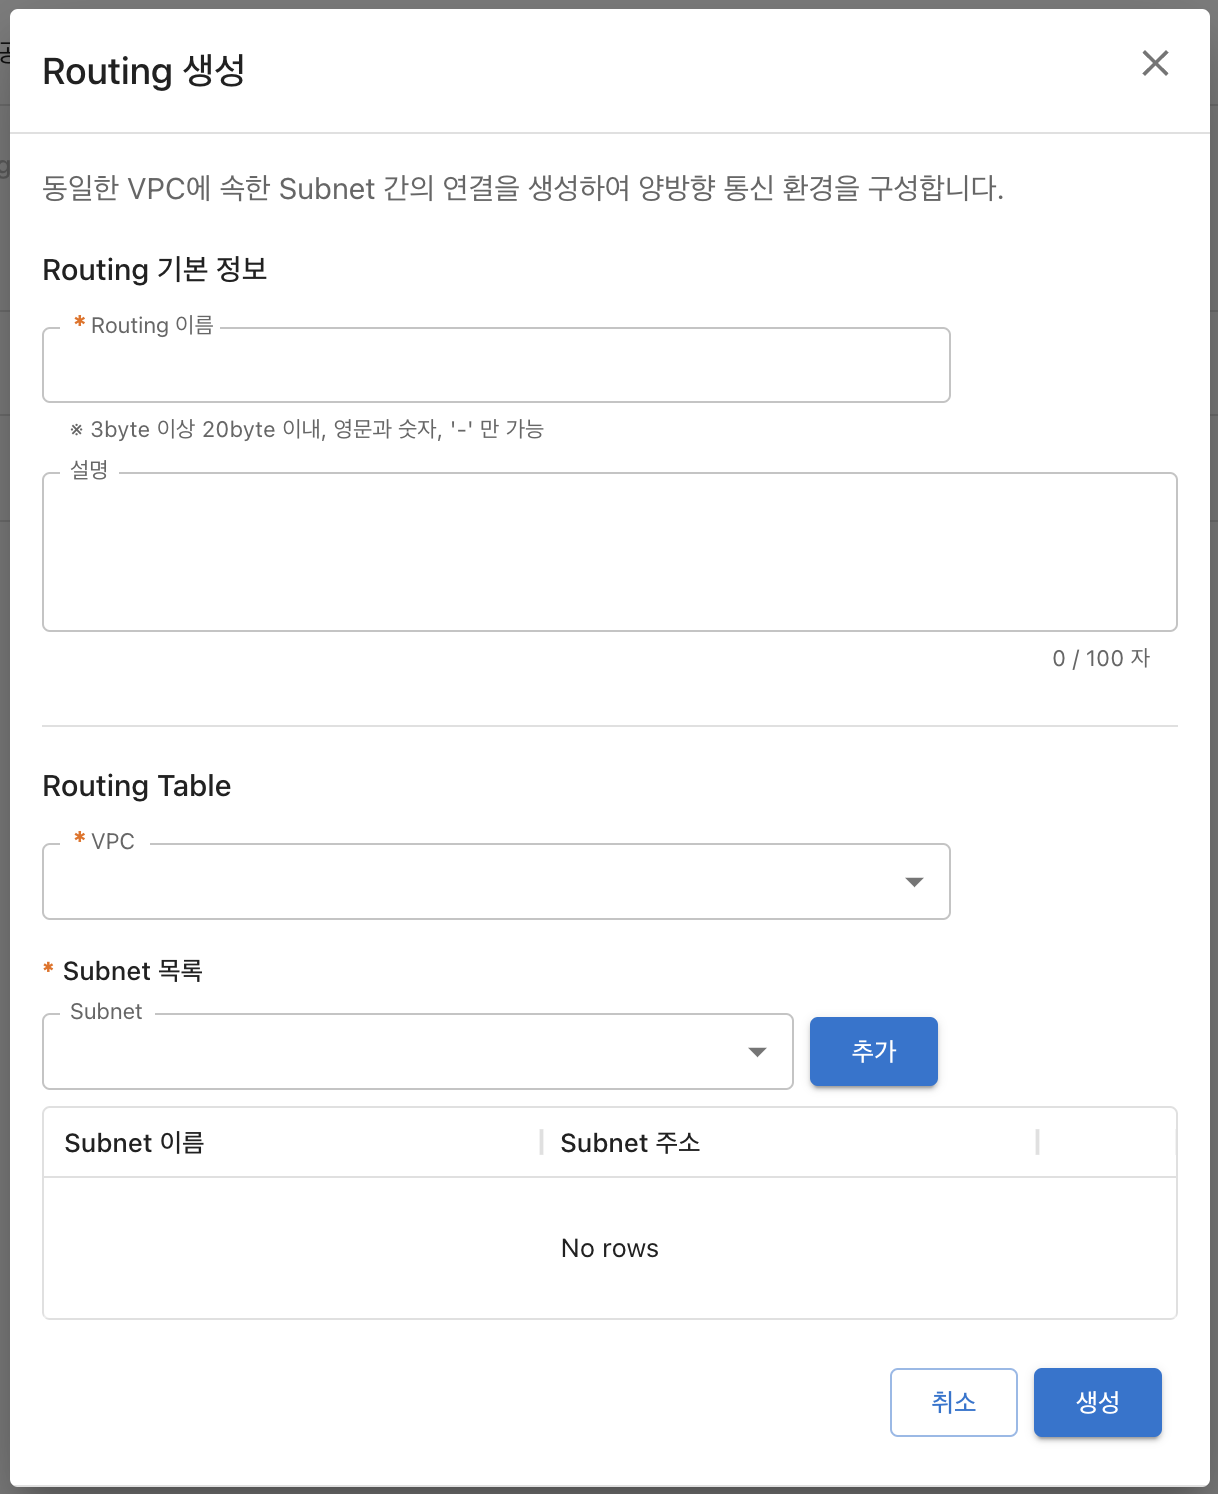 Routing 생성
동일한 VPC에 속한 Subnet 간의 연결을 생성하여 양방향 통신 환경을 구성합니다.
Routing 기본 정보
* Routing 이름
※ 3byte 이상 20byte 이내, 영문과 숫자, '-' 만 가능
설명
0 / 100 자
Routing Table
* VPC
* Subnet 목록
Subnet
추가
Subnet 이름 Subnet 주소
No rows
취소 생성